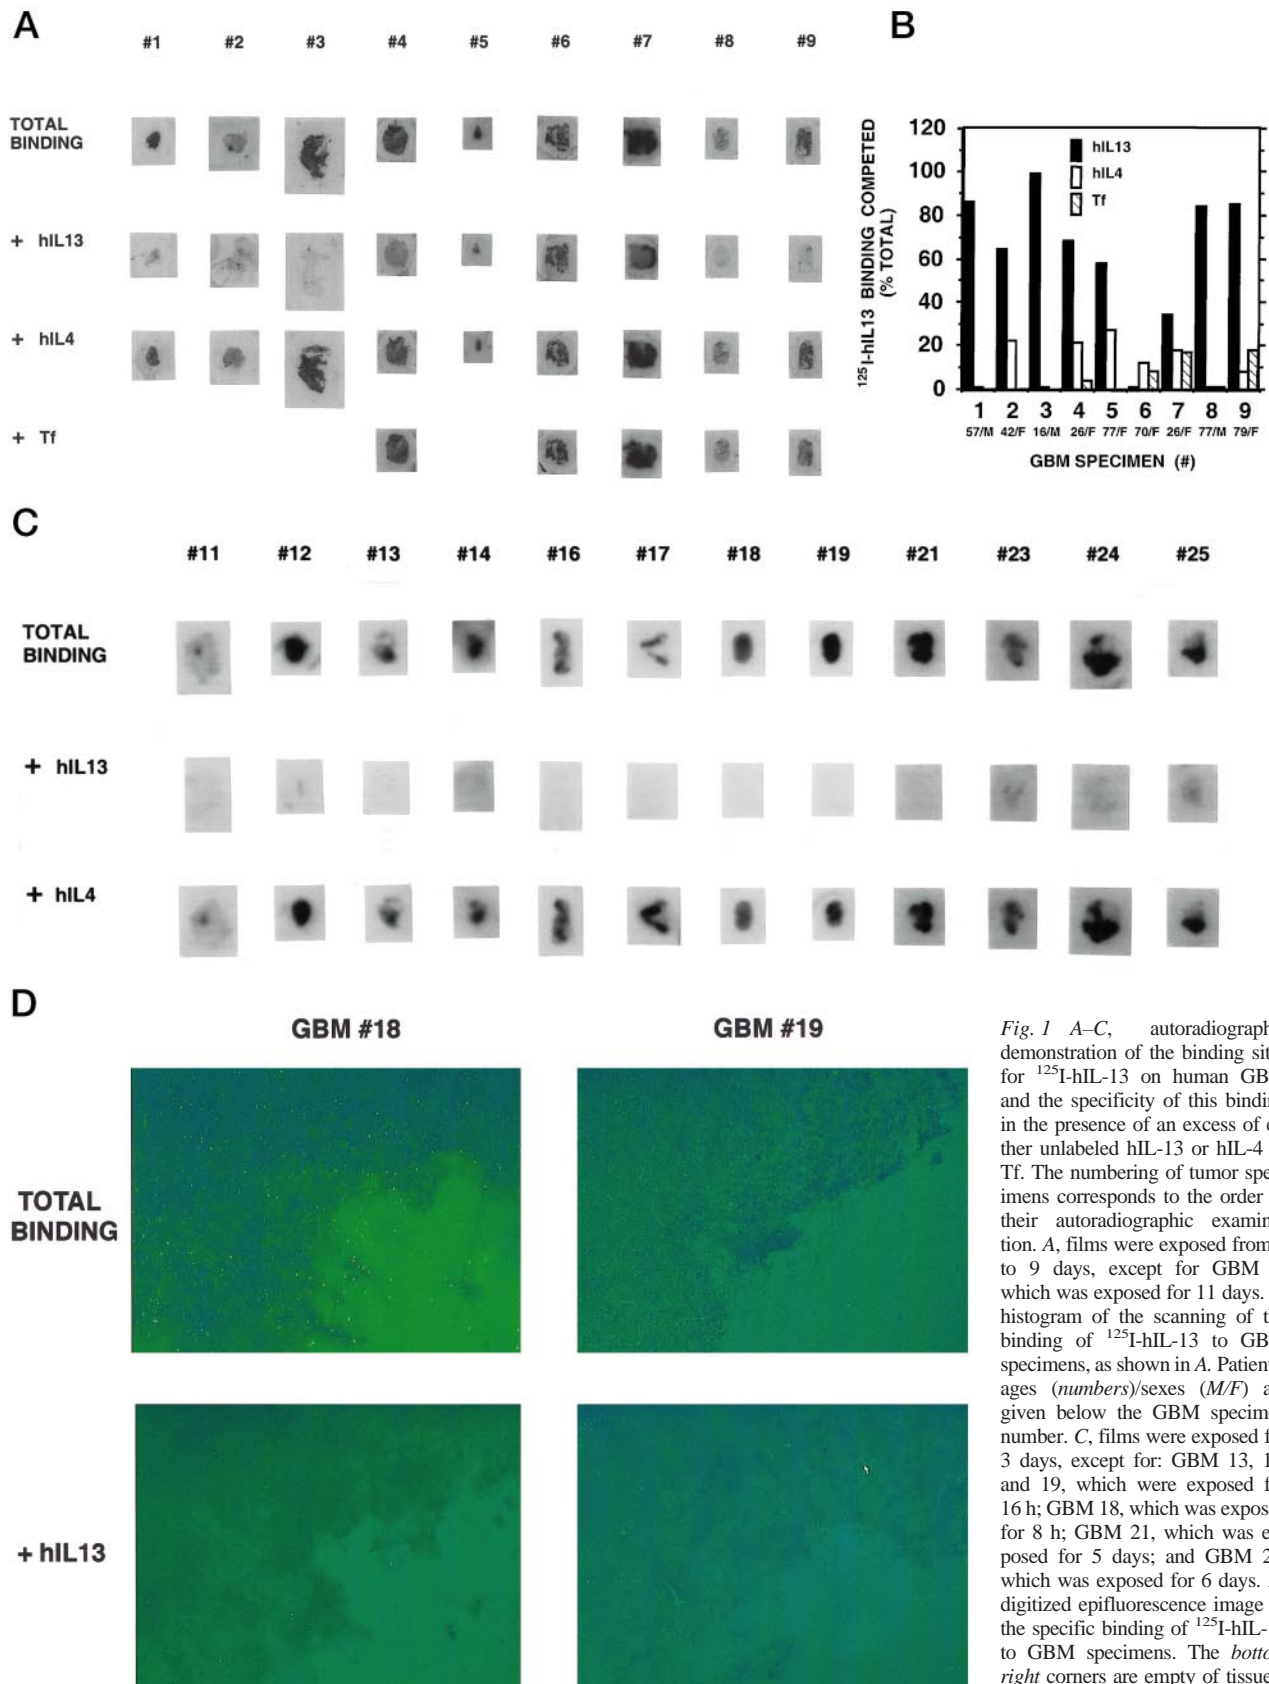 A
#1 #2 #3 #4 #5 #6 #7 #8 #9
TOTAL
BINDING
+ hIL13
+ hIL4
+ Tf
B
125I-hIL13 BINDING COMPETED
(% TOTAL)
120
100
80
60
40
20
0
hIL13
hIL4
Tf
1 2 3 4 5 6 7 8 9
57/M 42/F 16/M 26/F 77/F 70/F 26/F 77/M 79/F
GBM SPECIMEN (#)
C
#11 #12 #13 #14 #16 #17 #18 #19 #21 #23 #24 #25
TOTAL
BINDING
+ hIL13
+ hIL4
D
GBM #18 GBM #19
TOTAL
BINDING
+ hIL13
Fig. 1 A–C, autoradiograph
demonstration of the binding sit
for 125I-hIL-13 on human GB
and the specificity of this bindin
in the presence of an excess of e
ther unlabeled hIL-13 or hIL-4
Tf. The numbering of tumor spe
imens corresponds to the order
their autoradiographic examin
tion. A, films were exposed from
to 9 days, except for GBM
which was exposed for 11 days.
histogram of the scanning of t
binding of 125I-hIL-13 to GB
specimens, as shown in A. Patient
ages (numbers)/sexes (M/F) a
given below the GBM specime
number. C, films were exposed f
3 days, except for: GBM 13, 1
and 19, which were exposed f
16 h; GBM 18, which was expose
for 8 h; GBM 21, which was e
posed for 5 days; and GBM 2
which was exposed for 6 days.
digitized epifluorescence image
the specific binding of 125I-hIL-
to GBM specimens. The botto
right corners are empty of tissue